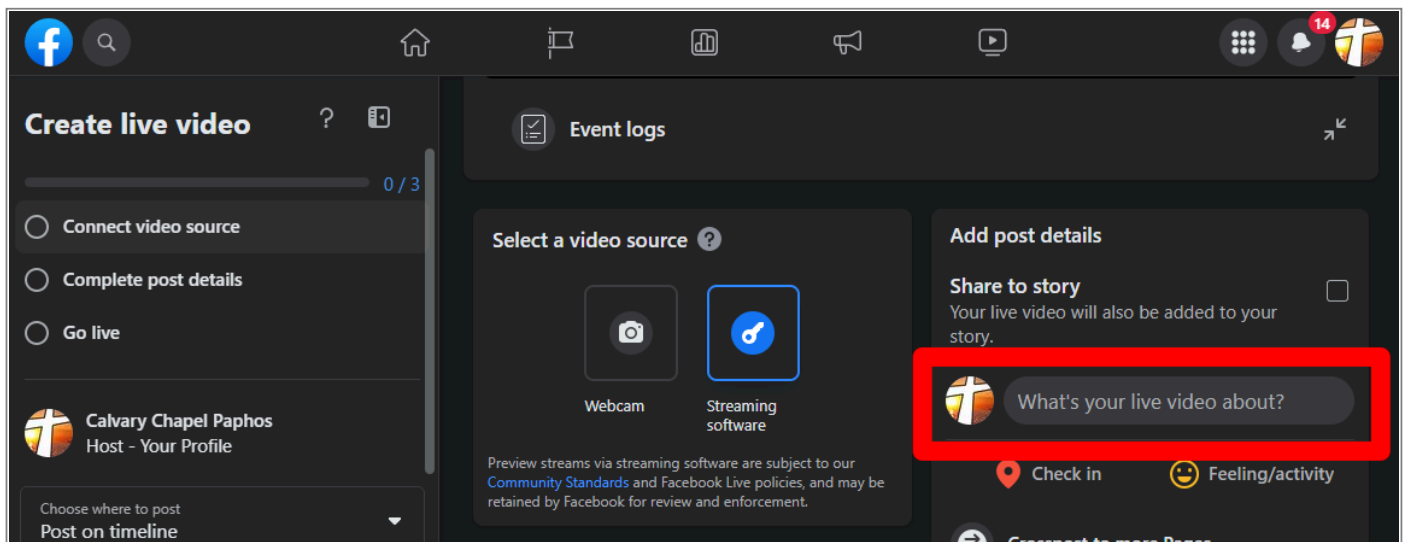 14
Create live video
0 / 3
Connect video source
Complete post details
Go live
Calvary Chapel Paphos
Host - Your Profile
Choose where to post
Post on timeline
Event logs
Select a video source
Webcam
Streaming
software
Preview streams via streaming software are subject to our
Community Standards and Facebook Live policies, and may be
retained by Facebook for review and enforcement.
Add post details
Share to story
Your live video will also be added to your
story.
What's your live video about?
Check in
Feeling/activity
Crosspost to more Pages